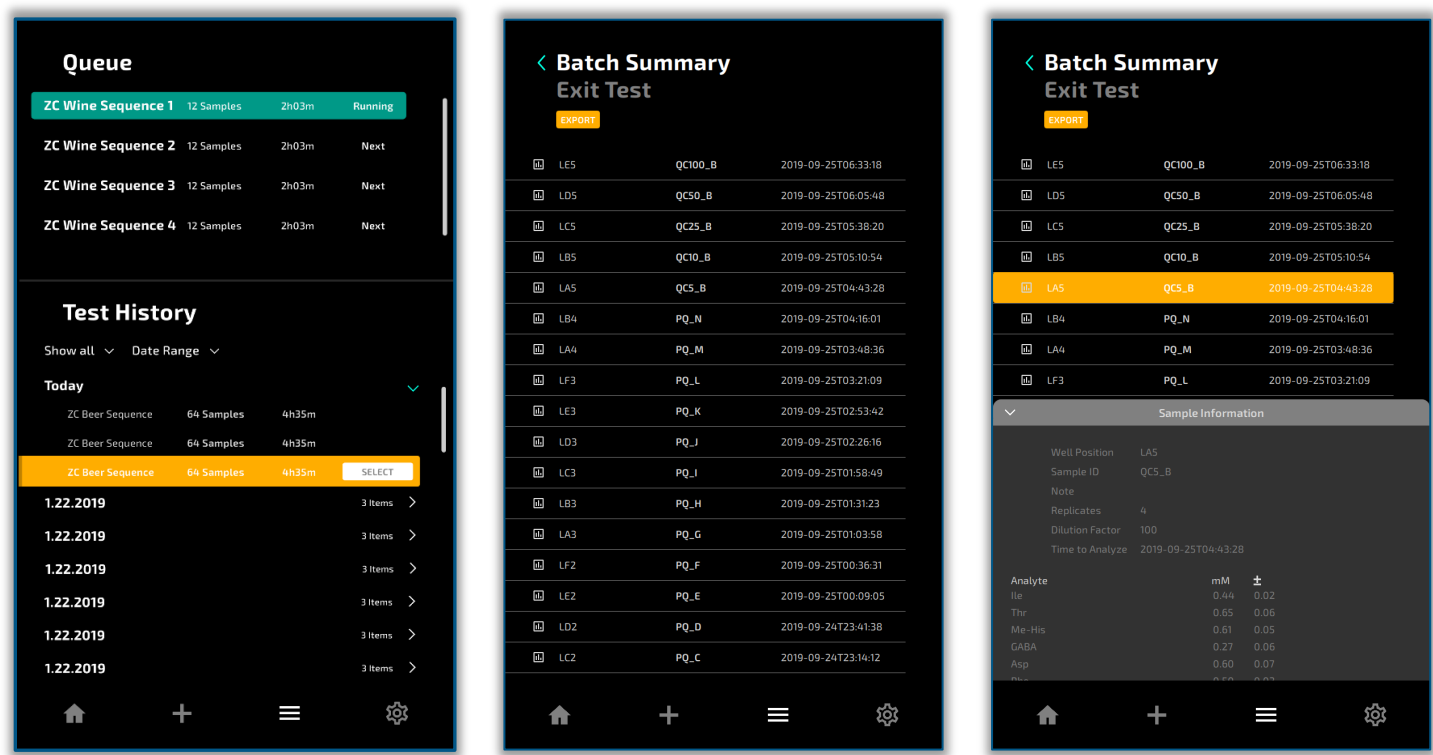 Queue
ZC Wine Sequence 1 12 Samples 2h03m Running
ZC Wine Sequence 2 12 Samples 2h03m Next
ZC Wine Sequence 3 12 Samples 2h03m Next
ZC Wine Sequence 4 12 Samples 2h03m Next
Test History
Show all Date Range
Today
ZC Beer Sequence 64 Samples 4h35m
ZC Beer Sequence 64 Samples 4h35m
ZC Beer Sequence 64 Samples 4h35m SELECT
1.22.2019 3 Items
1.22.2019 3 Items
1.22.2019 3 Items
1.22.2019 3 Items
1.22.2019 3 Items
1.22.2019 3 Items
Batch Summary
Exit Test
EXPORT
LE5 QC100_B 2019-09-25T06:33:18
LD5 QC50_B 2019-09-25T06:05:48
LC5 QC25_B 2019-09-25T05:38:20
LB5 QC10_B 2019-09-25T05:10:54
LA5 QC5_B 2019-09-25T04:43:28
LB4 PQ_N 2019-09-25T04:16:01
LA4 PQ_M 2019-09-25T03:48:36
LF3 PQ_L 2019-09-25T03:21:09
LE3 PQ_K 2019-09-25T02:53:42
LD3 PQ_J 2019-09-25T02:26:16
LC3 PQ_I 2019-09-25T01:58:49
LB3 PQ_H 2019-09-25T01:31:23
LA3 PQ_G 2019-09-25T01:03:58
LF2 PQ_F 2019-09-25T00:36:31
LE2 PQ_E 2019-09-25T00:09:05
LD2 PQ_D 2019-09-24T23:41:38
LC2 PQ_C 2019-09-24T23:14:12
Batch Summary
Exit Test
EXPORT
LE5 QC100_B 2019-09-25T06:33:18
LD5 QC50_B 2019-09-25T06:05:48
LC5 QC25_B 2019-09-25T05:38:20
LB5 QC10_B 2019-09-25T05:10:54
LA5 QC5_B 2019-09-25T04:43:28
LB4 PQ_N 2019-09-25T04:16:01
LA4 PQ_M 2019-09-25T03:48:36
LF3 PQ_L 2019-09-25T03:21:09
Sample Information
Well Position LA5
Sample ID QC5_B
Note
Replicates 4
Dilution Factor 100
Time to Analyze 2019-09-25T04:43:28
Analyte mM ±
Ile 0.44 0.02
Thr 0.65 0.06
Me-His 0.61 0.05
GABA 0.27 0.06
Asp 0.60 0.07